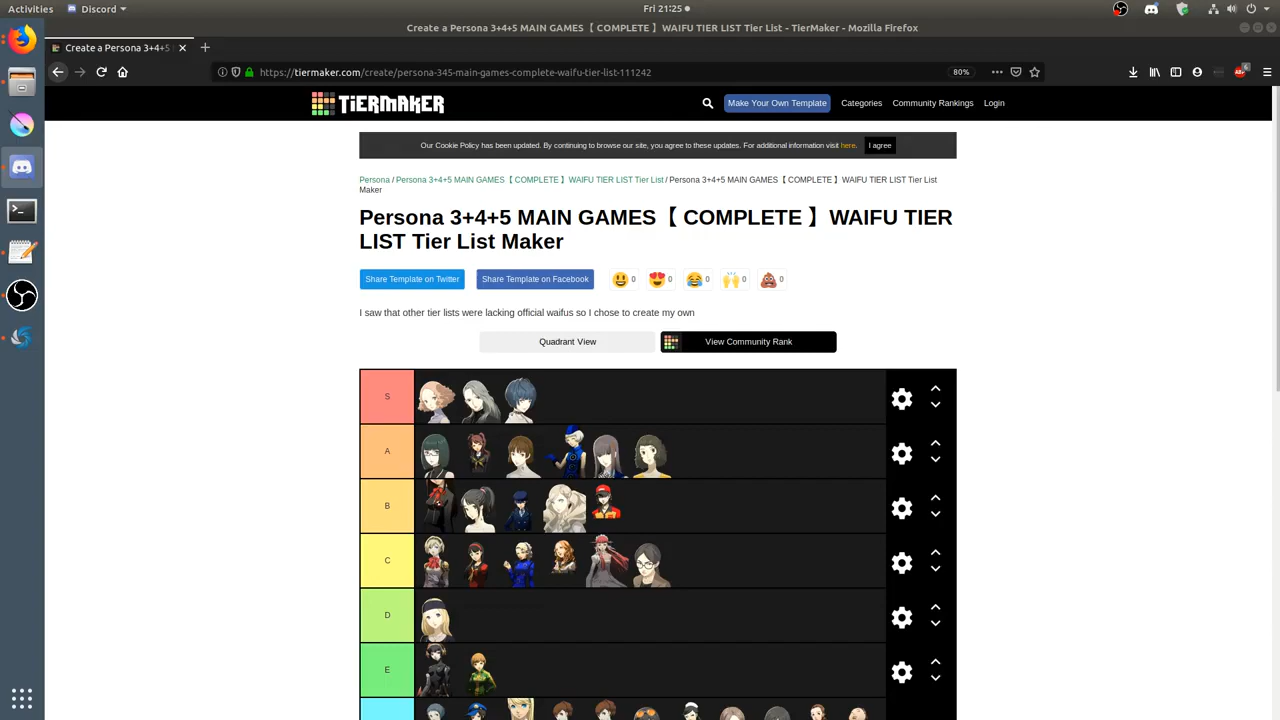 Activities
Discord
Fri 21:25
Create a Persona 3+4+5 MAIN GAMES【 COMPLETE 】WAIFU TIER LIST Tier List - TierMaker - Mozilla Firefox
Create a Persona 3+4+5
https://tiermaker.com/create/persona-345-main-games-complete-waifu-tier-list-111242
80%
6
TiERMAKER
Make Your Own Template
Categories
Community Rankings
Login
Our Cookie Policy has been updated. By continuing to browse our site, you agree to these updates. For additional information visit here.
I agree
Persona / Persona 3+4+5 MAIN GAMES【 COMPLETE 】WAIFU TIER LIST Tier List / Persona 3+4+5 MAIN GAMES【 COMPLETE 】WAIFU TIER LIST Tier List
Maker
Persona 3+4+5 MAIN GAMES【 COMPLETE 】WAIFU TIER
LIST Tier List Maker
Share Template on Twitter
Share Template on Facebook
0
0
0
0
0
I saw that other tier lists were lacking official waifus so I chose to create my own
Quadrant View
View Community Rank
S
A
B
C
D
E